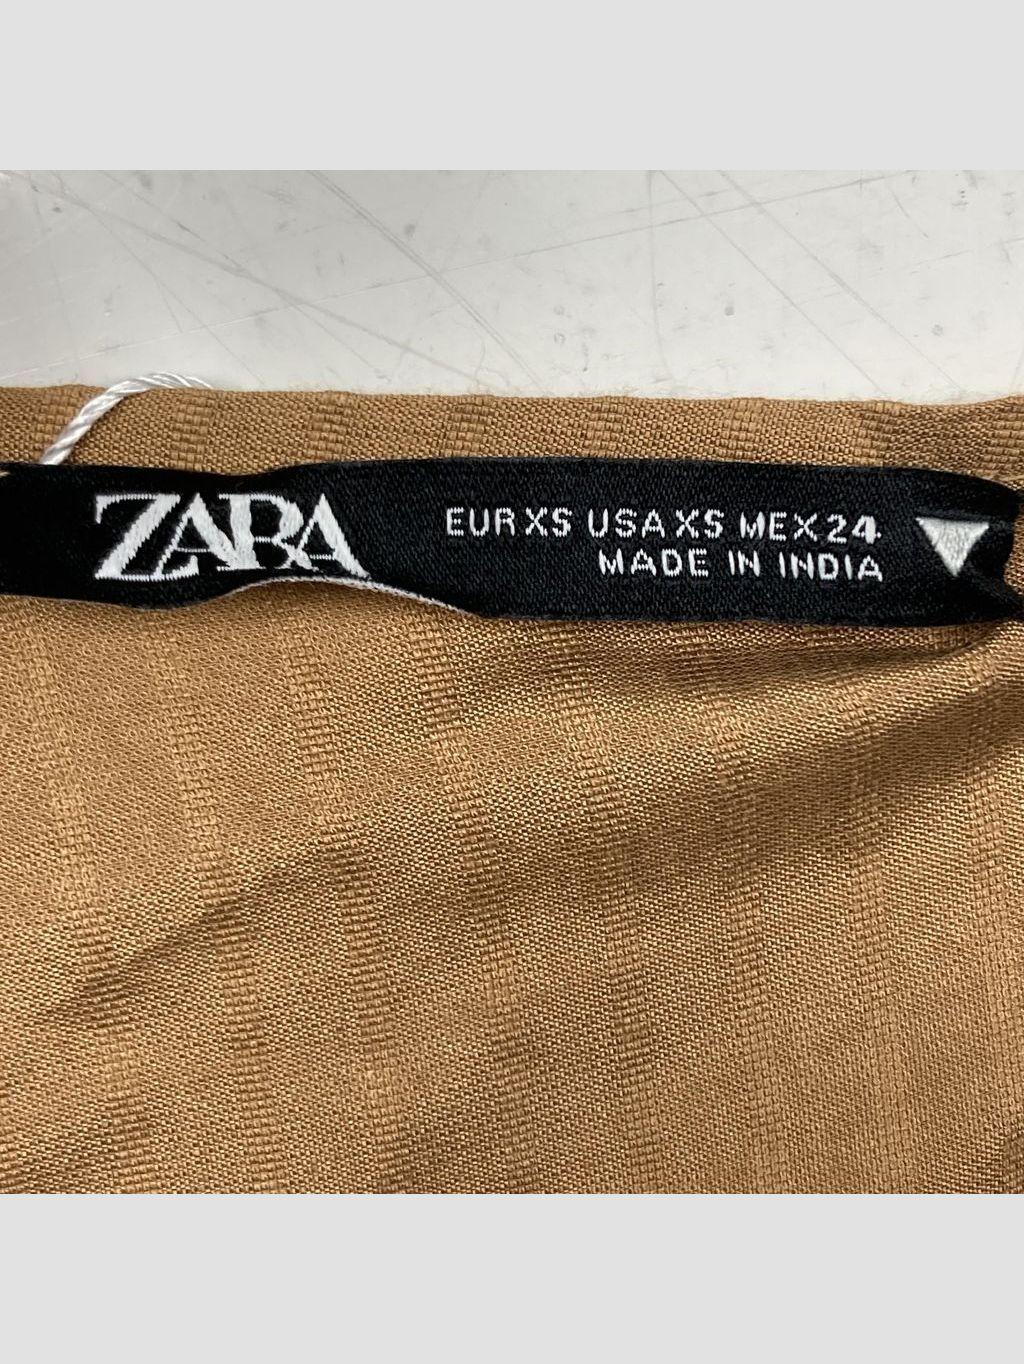 ZARA
EUR XS USA XS MEX 24
MADE IN INDIA